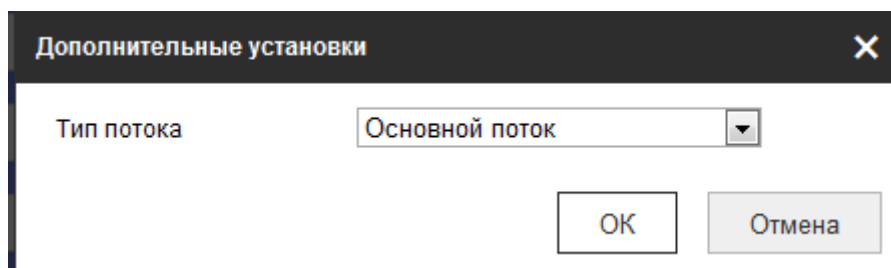 Дополнительные установки
Тип потока Основной поток
ОК Отмена